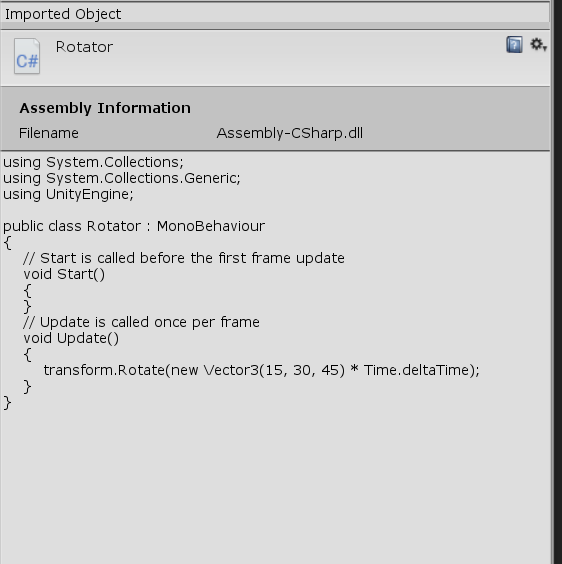 Imported Object
C#
Rotator
?
Assembly Information
Filename Assembly-CSharp.dll
using System.Collections;
using System.Collections.Generic;
using UnityEngine;
public class Rotator : MonoBehaviour
{
// Start is called before the first frame update
void Start()
{
}
// Update is called once per frame
void Update()
{
transform.Rotate(new Vector3(15, 30, 45) * Time.deltaTime);
}
}